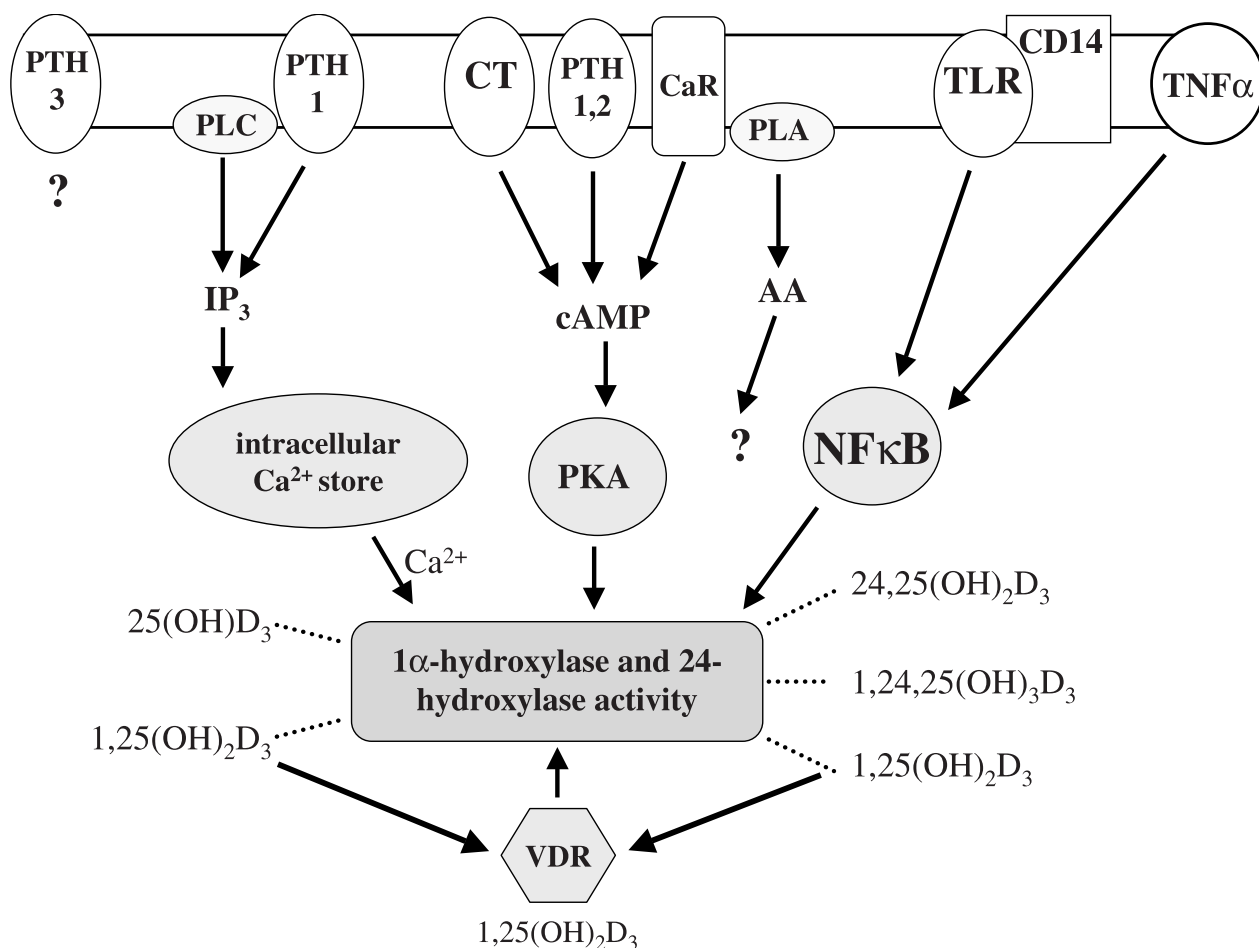 PTH
3
PLC
PTH
1
CT
PTH
1,2
CaR
PLA
TLR
CD14
TNFα
?
IP₃
cAMP
AA
intracellular
Ca²⁺ store
PKA
?
NFκB
Ca²⁺
25(OH)D₃
1α-hydroxylase and 24-
hydroxylase activity
24,25(OH)₂D₃
1,24,25(OH)₃D₃
1,25(OH)₂D₃
1,25(OH)₂D₃
VDR
1,25(OH)₂D₃